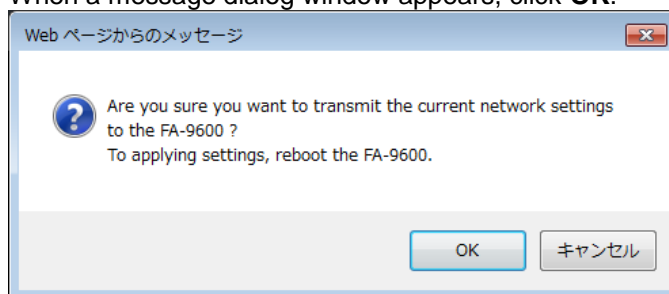 When a message dialog window appears, click OK.
Web ページからのメッセージ
Are you sure you want to transmit the current network settings
to the FA-9600 ?
To applying settings, reboot the FA-9600.
OK
キャンセル